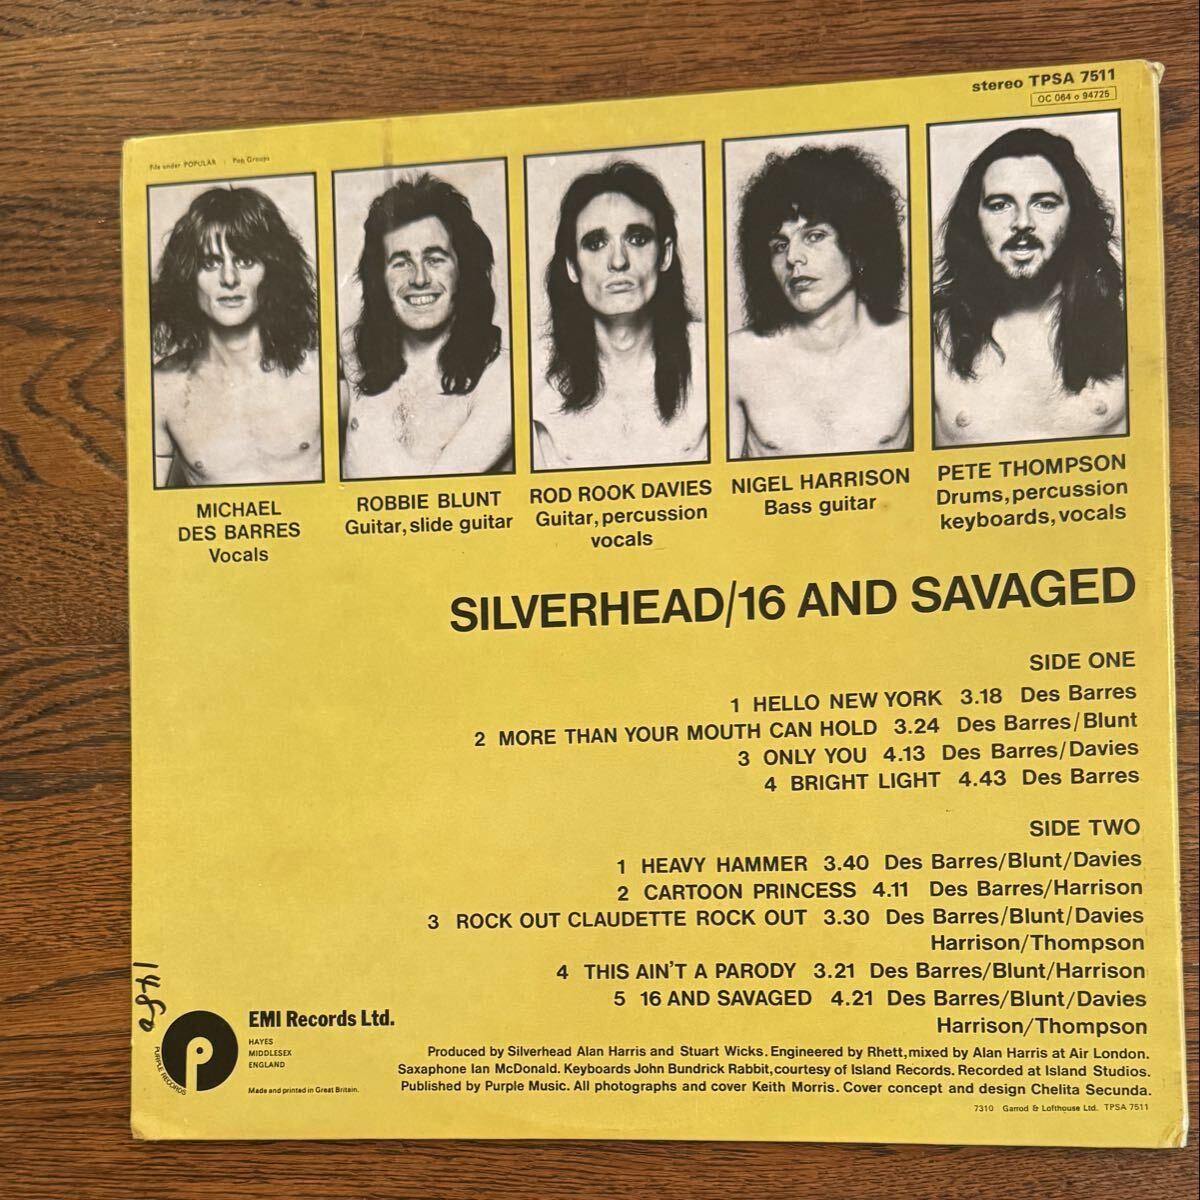 stereo TPSA 7511
OC 064 o 94725
File under POPULAR : Pop Groups
MICHAEL
DES BARRES
Vocals
ROBBIE BLUNT
Guitar, slide guitar
ROD ROOK DAVIES
Guitar, percussion
vocals
NIGEL HARRISON
Bass guitar
PETE THOMPSON
Drums, percussion
keyboards, vocals
SILVERHEAD/16 AND SAVAGED
SIDE ONE
1 HELLO NEW YORK 3.18 Des Barres
2 MORE THAN YOUR MOUTH CAN HOLD 3.24 Des Barres/Blunt
3 ONLY YOU 4.13 Des Barres/Davies
4 BRIGHT LIGHT 4.43 Des Barres
SIDE TWO
1 HEAVY HAMMER 3.40 Des Barres/Blunt/Davies
2 CARTOON PRINCESS 4.11 Des Barres/Harrison
3 ROCK OUT CLAUDETTE ROCK OUT 3.30 Des Barres/Blunt/Davies
Harrison/Thompson
4 THIS AIN'T A PARODY 3.21 Des Barres/Blunt/Harrison
5 16 AND SAVAGED 4.21 Des Barres/Blunt/Davies
Harrison/Thompson
PURPLE RECORDS
EMI Records Ltd.
HAYES
MIDDLESEX
ENGLAND
Made and printed in Great Britain.
Produced by Silverhead Alan Harris and Stuart Wicks. Engineered by Rhett, mixed by Alan Harris at Air London.
Saxaphone Ian McDonald. Keyboards John Bundrick Rabbit, courtesy of Island Records. Recorded at Island Studios.
Published by Purple Music. All photographs and cover Keith Morris. Cover concept and design Chelita Secunda.
7310 Garrod & Lofthouse Ltd. TPSA 7511